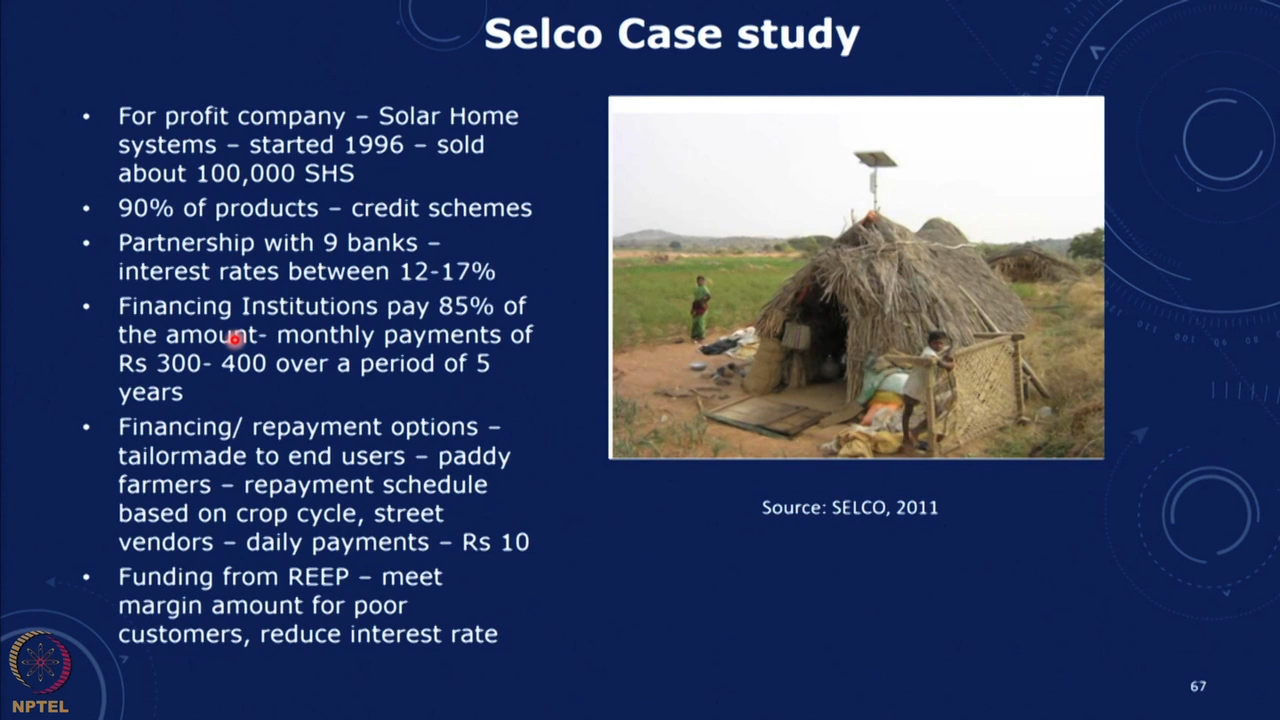 Selco Case study
• For profit company – Solar Home
systems – started 1996 – sold
about 100,000 SHS
• 90% of products – credit schemes
• Partnership with 9 banks –
interest rates between 12-17%
• Financing Institutions pay 85% of
the amount- monthly payments of
Rs 300- 400 over a period of 5
years
• Financing/ repayment options –
tailormade to end users – paddy
farmers – repayment schedule
based on crop cycle, street
vendors – daily payments – Rs 10
• Funding from REEP – meet
margin amount for poor
customers, reduce interest rate
Source: SELCO, 2011
67
NPTEL